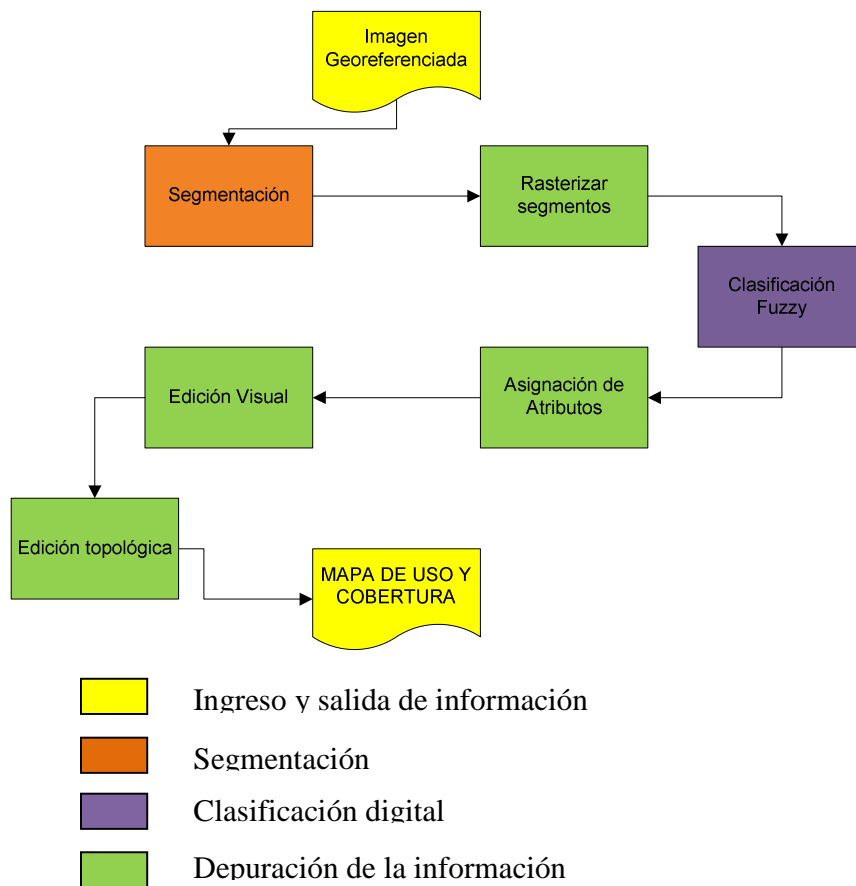 Imagen
Georeferenciada
Segmentación
Rasterizar
segmentos
Clasificación
Fuzzy
Asignación de
Atributos
Edición Visual
Edición topológica
MAPA DE USO Y
COBERTURA
Ingreso y salida de información
Segmentación
Clasificación digital
Depuración de la información